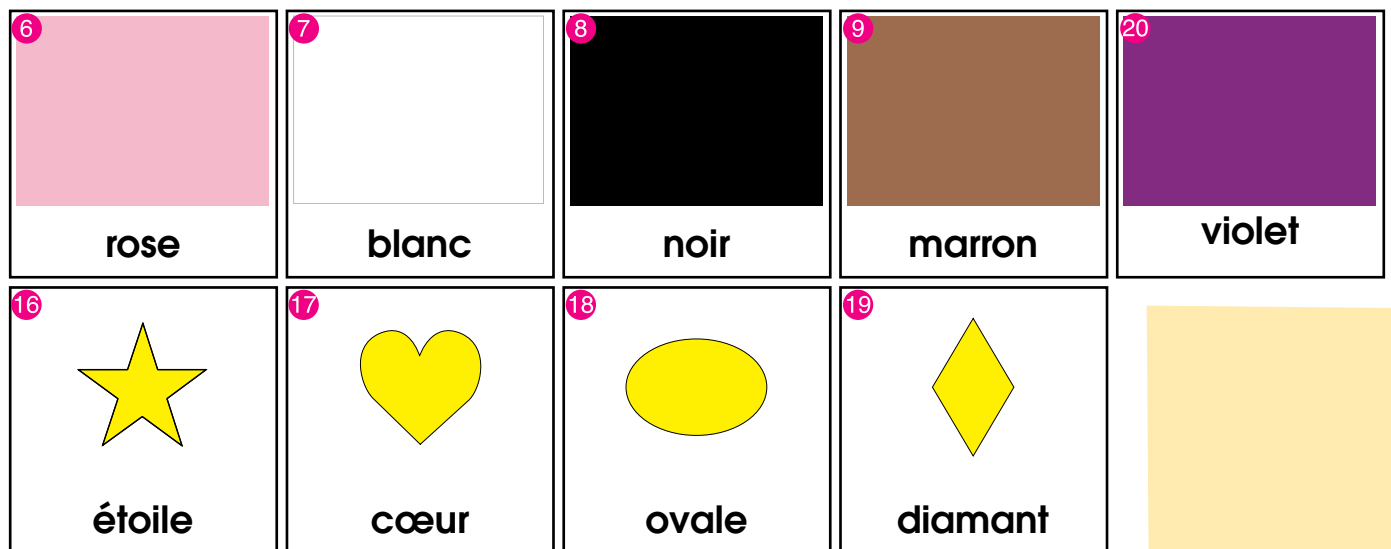 6 7 8 9 20
rose blanc noir marron violet
16 17 18 19
étoile cœur ovale diamant